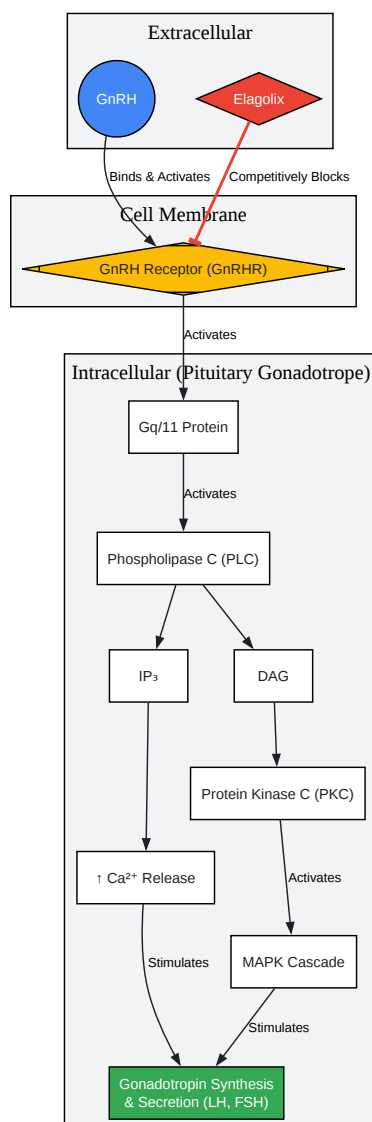 Extracellular
GnRH
Elagolix
Binds & Activates
Competitively Blocks
Cell Membrane
GnRH Receptor (GnRHR)
Activates
Intracellular (Pituitary Gonadotrope)
Gq/11 Protein
Activates
Phospholipase C (PLC)
IP₃
DAG
Protein Kinase C (PKC)
↑ Ca²⁺ Release
Activates
MAPK Cascade
Stimulates
Stimulates
Gonadotropin Synthesis
& Secretion (LH, FSH)